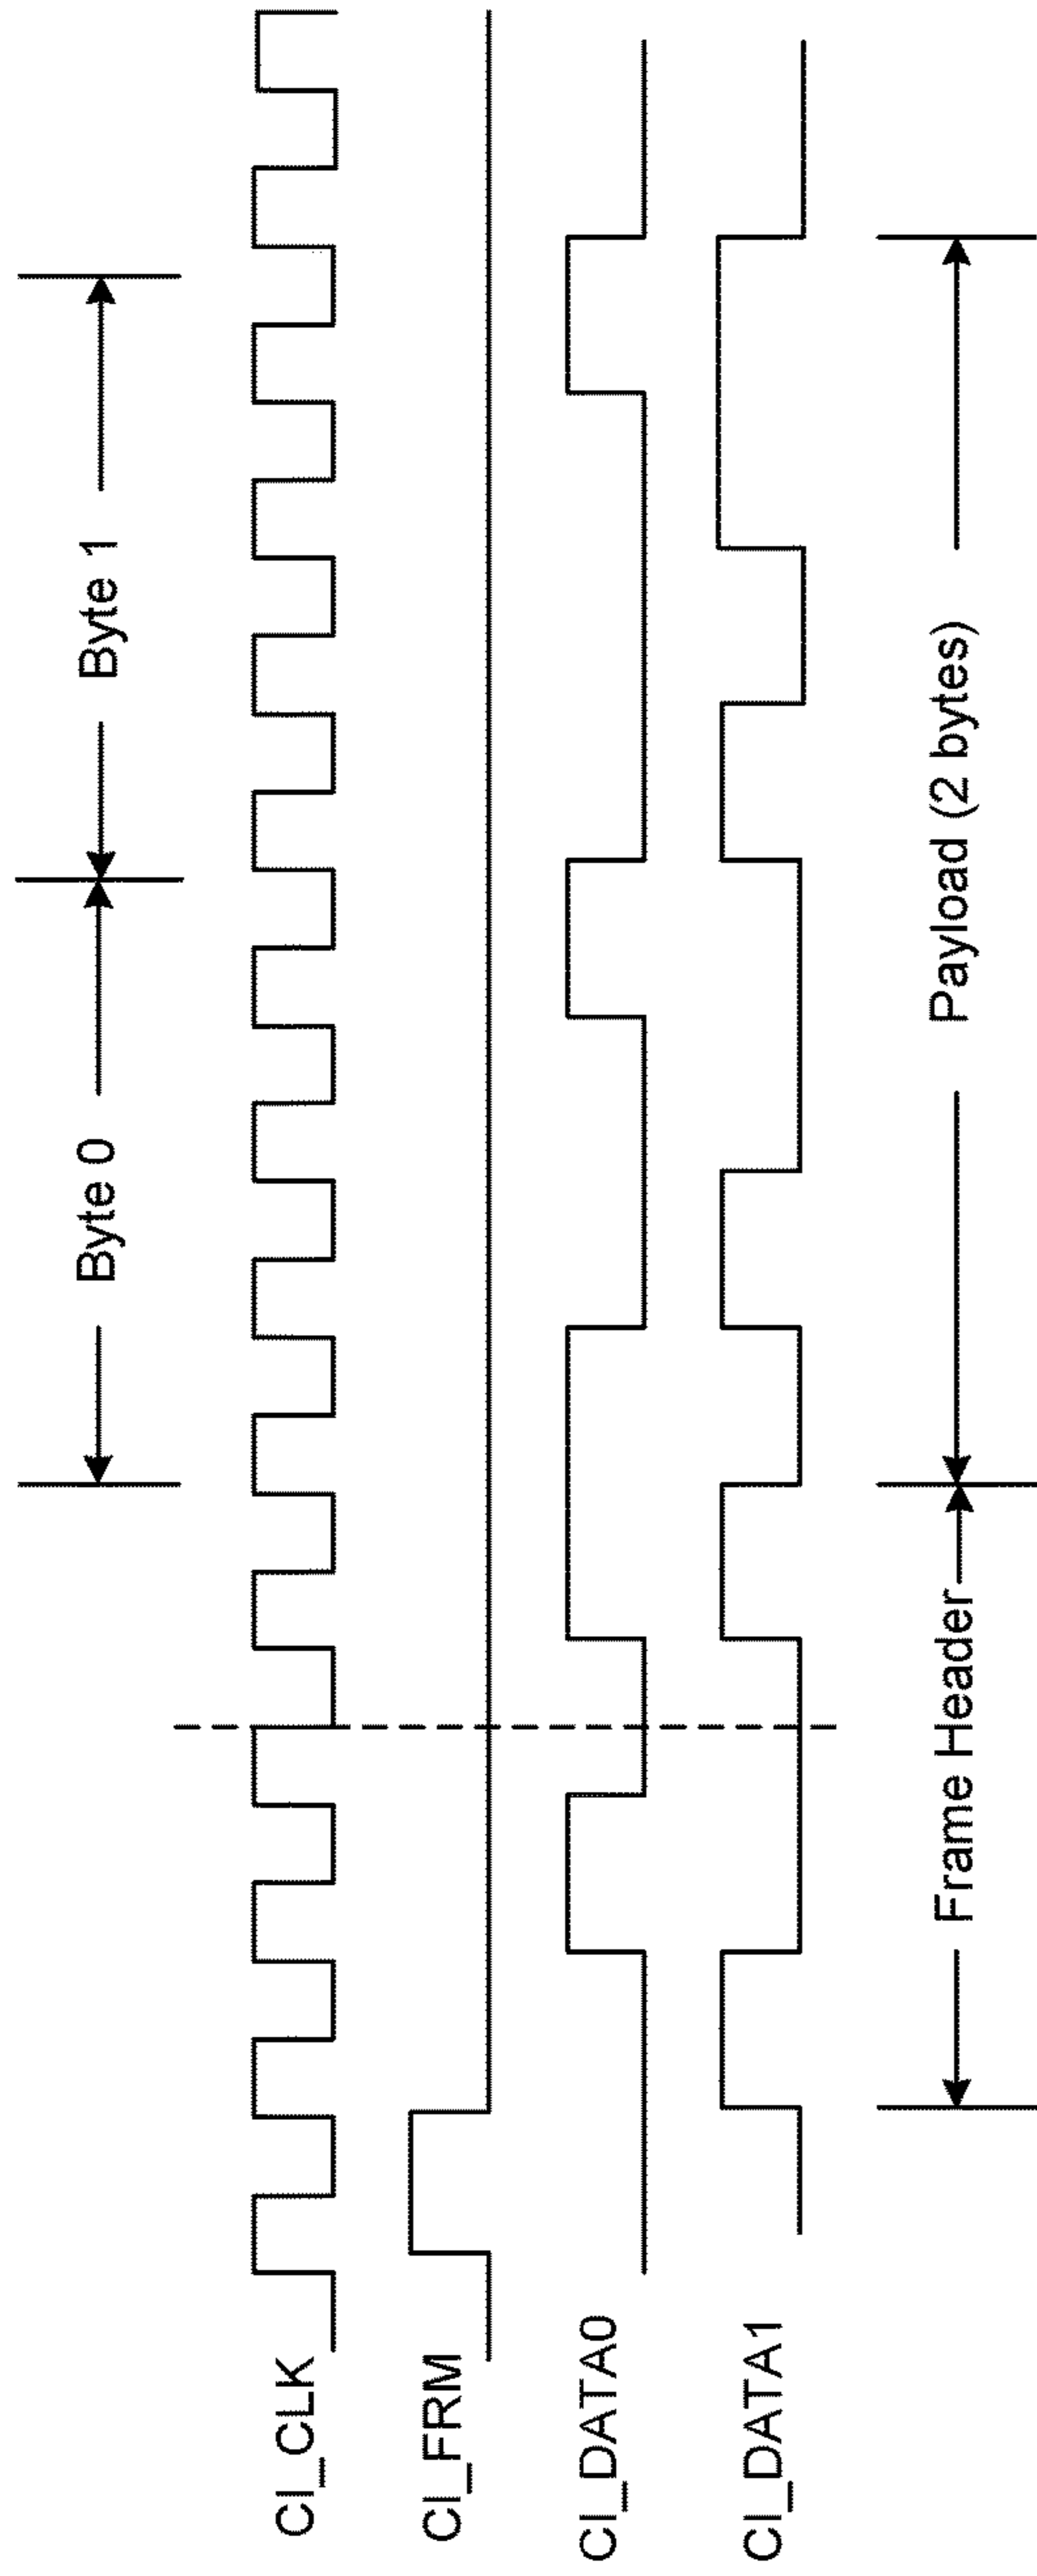 Byte 0
Byte 1
CI_CLK
CI_FRM
CI_DATA0
CI_DATA1
Frame Header
Payload (2 bytes)